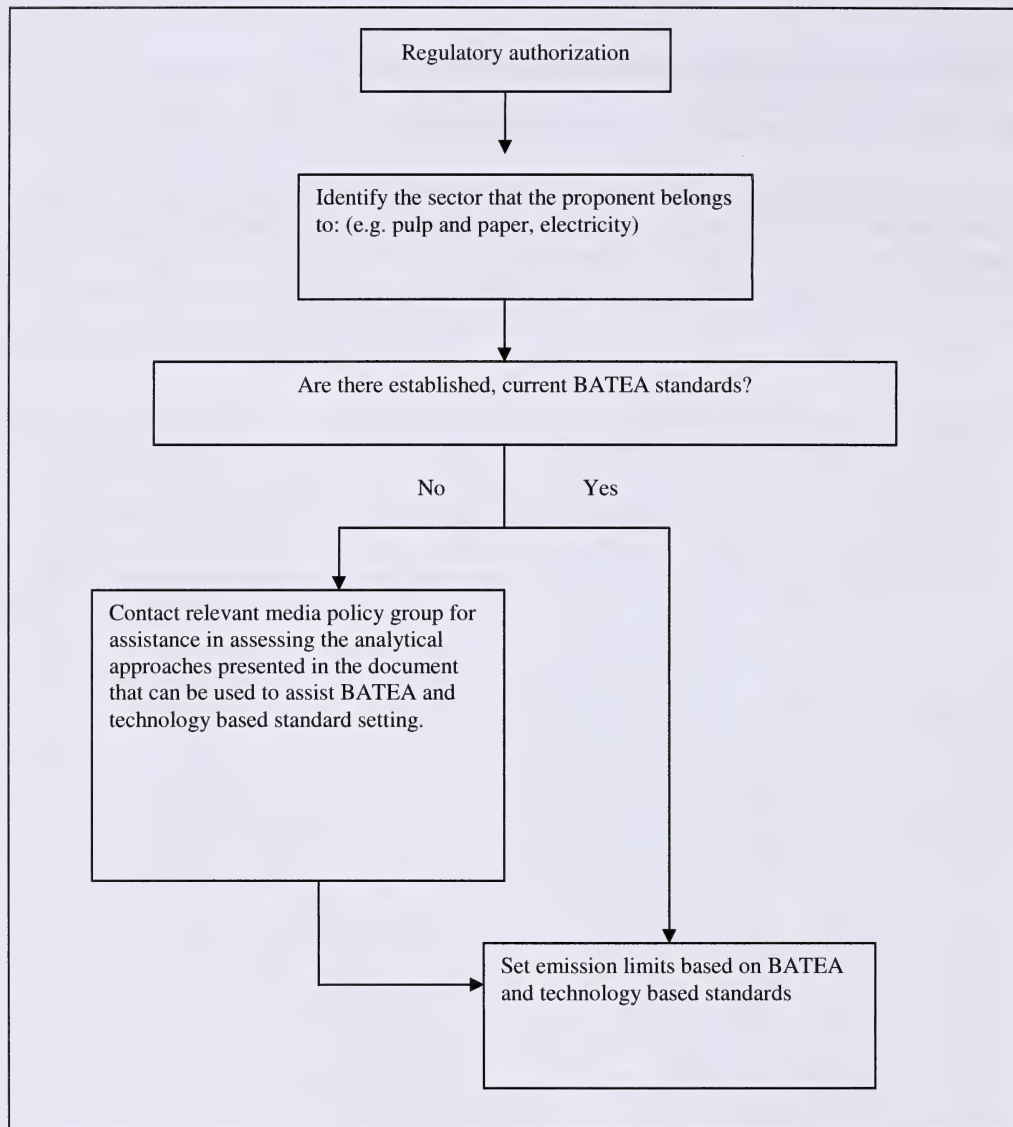 Regulatory authorization
Identify the sector that the proponent belongs
to: (e.g. pulp and paper, electricity)
Are there established, current BATEA standards?
No
Yes
Contact relevant media policy group for
assistance in assessing the analytical
approaches presented in the document
that can be used to assist BATEA and
technology based standard setting.
Set emission limits based on BATEA
and technology based standards